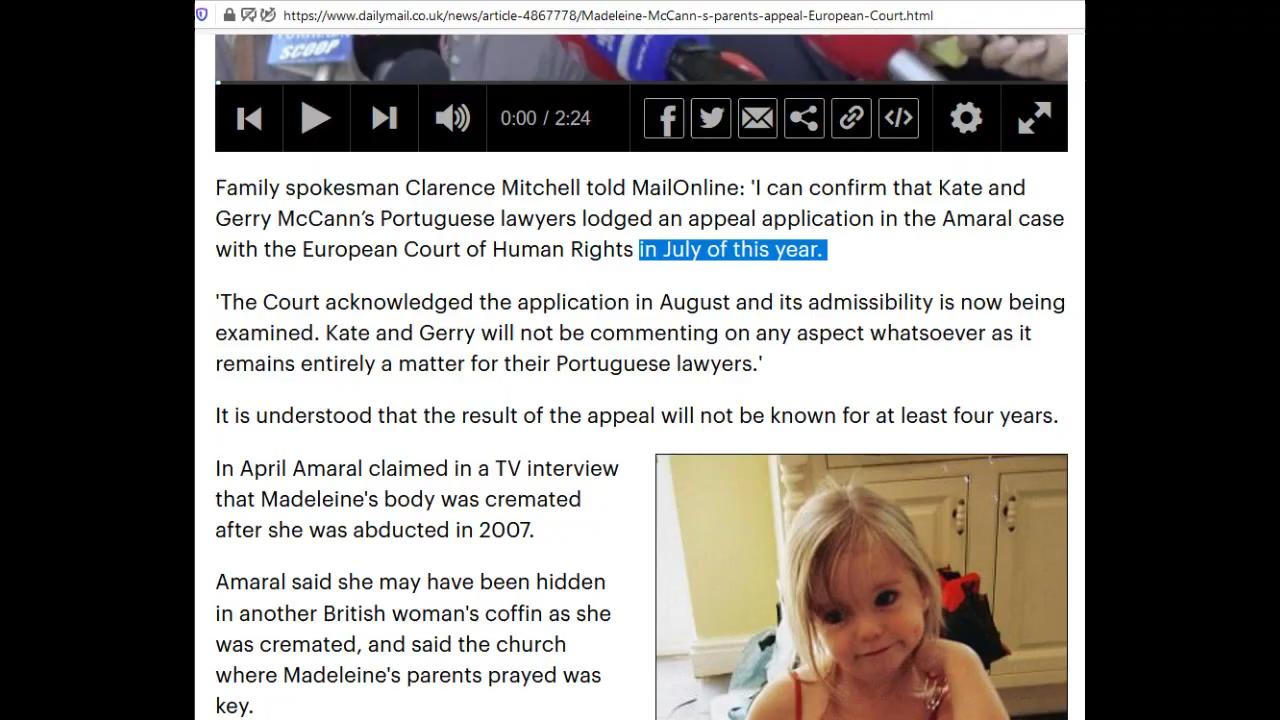 https://www.dailymail.co.uk/news/article-4867778/Madeleine-McCann-s-parents-appeal-European-Court.html
SCOOP
0:00 / 2:24
Family spokesman Clarence Mitchell told MailOnline: 'I can confirm that Kate and
Gerry McCann’s Portuguese lawyers lodged an appeal application in the Amaral case
with the European Court of Human Rights in July of this year.
'The Court acknowledged the application in August and its admissibility is now being
examined. Kate and Gerry will not be commenting on any aspect whatsoever as it
remains entirely a matter for their Portuguese lawyers.'
It is understood that the result of the appeal will not be known for at least four years.
In April Amaral claimed in a TV interview
that Madeleine's body was cremated
after she was abducted in 2007.
Amaral said she may have been hidden
in another British woman's coffin as she
was cremated, and said the church
where Madeleine's parents prayed was
key.